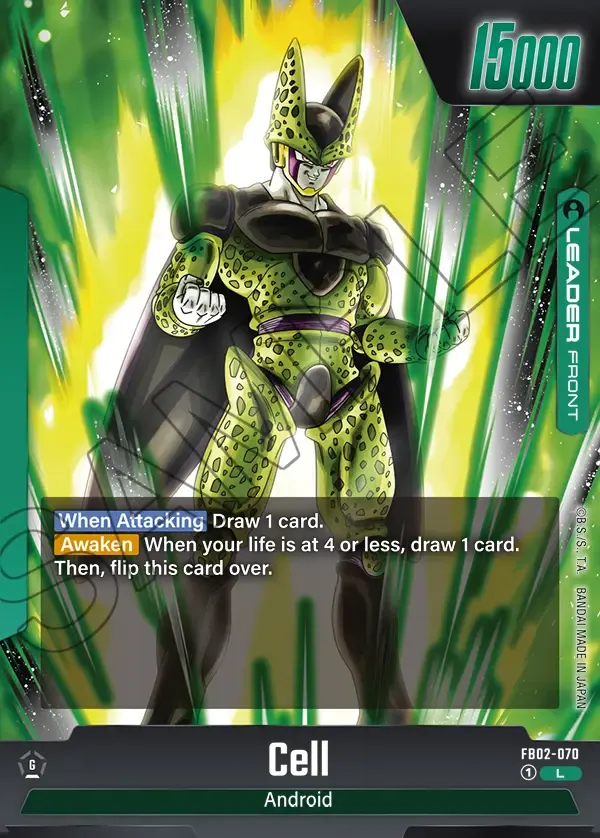 15000
LEADER FRONT
When Attacking Draw 1 card.
Awaken When your life is at 4 or less, draw 1 card.
Then, flip this card over.
©B.S./S., T.A. BANDAI MADE IN JAPAN
SAMPLE
G
Cell
FB02-070
1 L
Android